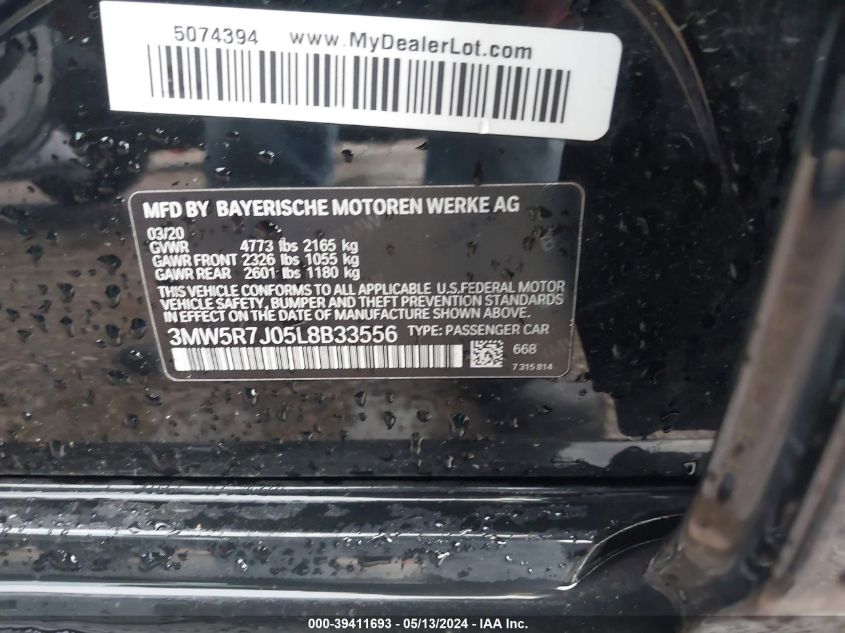 5074394 www.MyDealerLot.com
MFD BY BAYERISCHE MOTOREN WERKE AG
03/20
GVWR 4773 lbs 2165 kg
GAWR FRONT 2326 lbs 1055 kg
GAWR REAR 2601 lbs 1180 kg
THIS VEHICLE CONFORMS TO ALL APPLICABLE U.S.FEDERAL MOTOR
VEHICLE SAFETY, BUMPER AND THEFT PREVENTION STANDARDS
IN EFFECT ON THE DATE OF MANUFACTURE SHOWN ABOVE.
3MW5R7J05L8B33556 TYPE: PASSENGER CAR
668
7 315 814
000-39411693 - 05/13/2024 - IAA Inc.